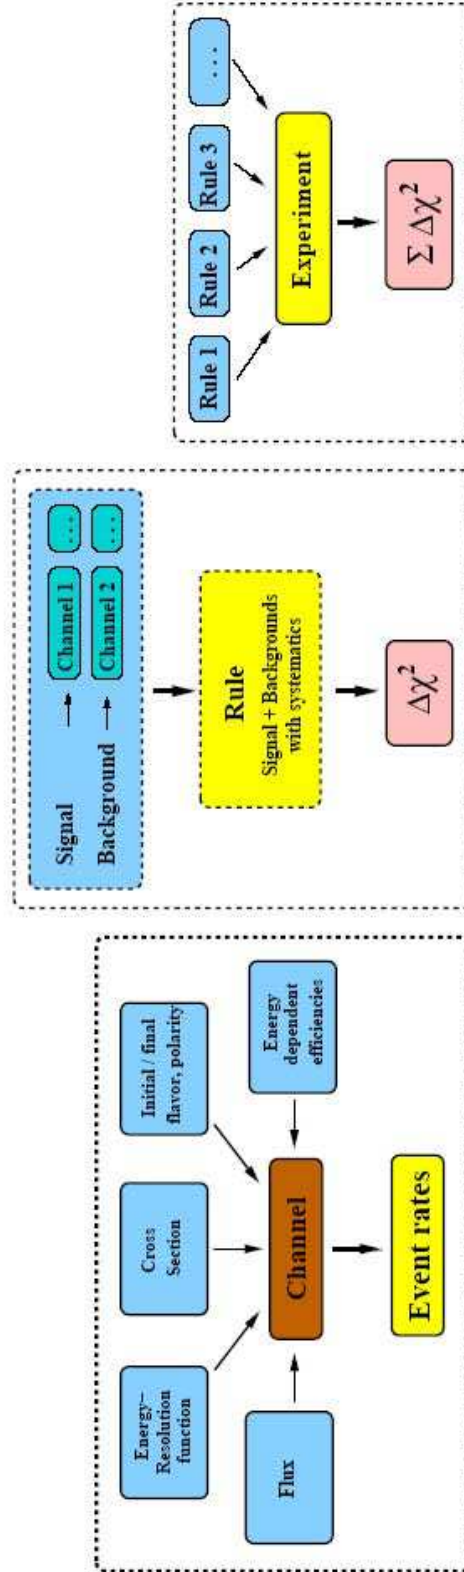 Energy–
Resolution
function
Cross
Section
Initial / final
flavor, polarity
Flux
Channel
Energy
dependent
efficiencies
Event rates
Signal
Channel 1
. . .
Background
Channel 2
. . .
Rule
Signal + Backgrounds
with systematics
Δχ²
Rule 1
Rule 2
Rule 3
. . .
Experiment
Σ Δχ²